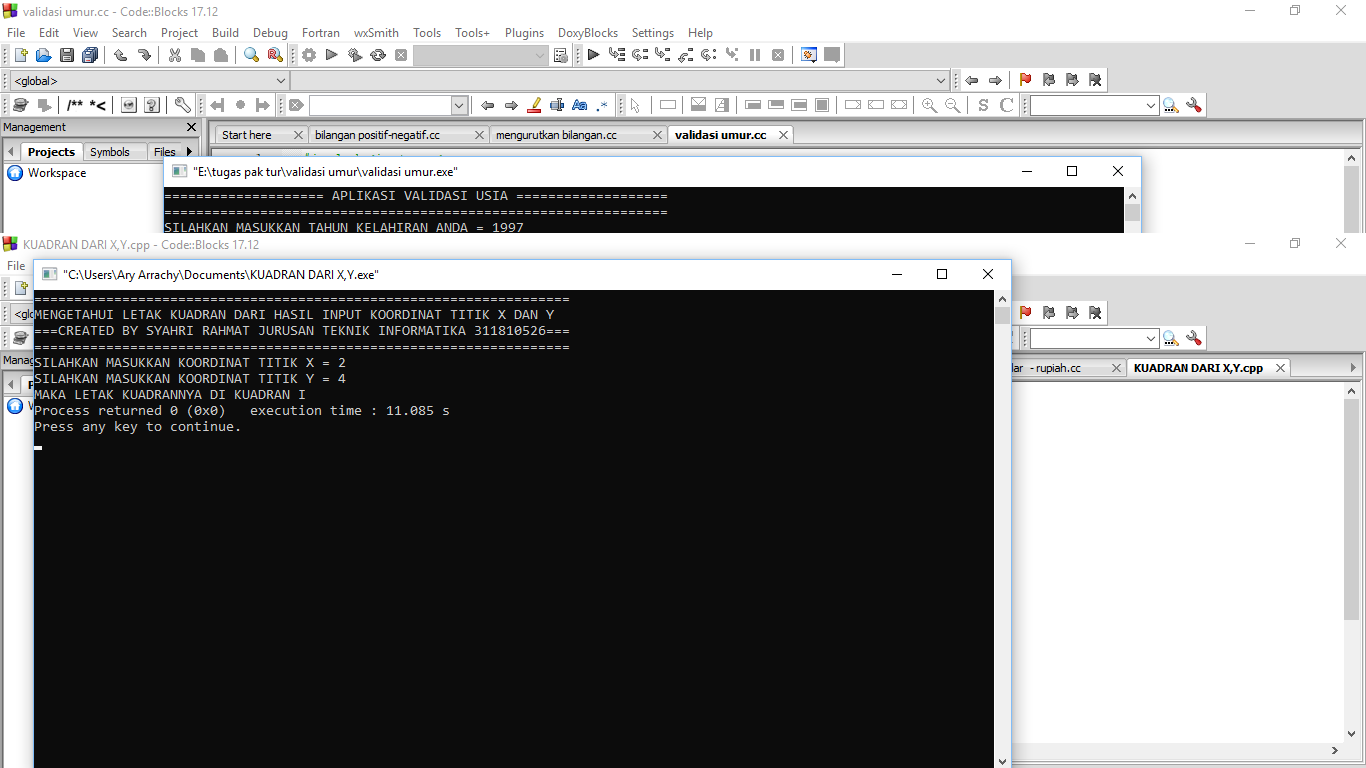 validasi umur.cc - Code::Blocks 17.12
File Edit View Search Project Build Debug Fortran wxSmith Tools Tools+ Plugins DoxyBlocks Settings Help
<global>
/** *<
Aa .*
S C
Management
Start here bilangan positif-negatif.cc mengurutkan bilangan.cc validasi umur.cc
Projects Symbols Files
Workspace
"E:\tugas pak tur\validasi umur\validasi umur.exe"
==================== APLIKASI VALIDASI USIA ===================
===============================================================
SILAHKAN MASUKKAN TAHUN KELAHIRAN ANDA = 1997
KUADRAN DARI X,Y.cpp - Code::Blocks 17.12
File
"C:\Users\Ary Arrachy\Documents\KUADRAN DARI X,Y.exe"
===================================================================
MENGETAHUI LETAK KUADRAN DARI HASIL INPUT KOORDINAT TITIK X DAN Y
===CREATED BY SYAHRI RAHMAT JURUSAN TEKNIK INFORMATIKA 311810526===
===================================================================
SILAHKAN MASUKKAN KOORDINAT TITIK X = 2
SILAHKAN MASUKKAN KOORDINAT TITIK Y = 4
MAKA LETAK KUADRANNYA DI KUADRAN I
Process returned 0 (0x0)   execution time : 11.085 s
Press any key to continue.
lar - rupiah.cc KUADRAN DARI X,Y.cpp